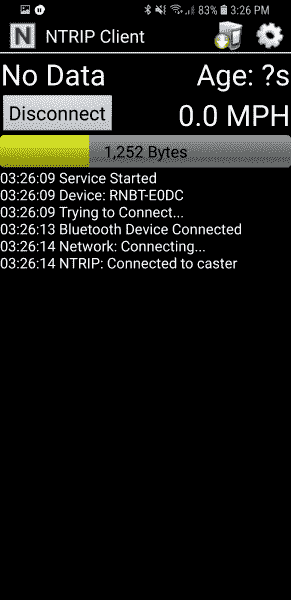 83% 3:26 PM
N NTRIP Client
No Data Age: ?s
Disconnect 0.0 MPH
1,252 Bytes
03:26:09 Service Started
03:26:09 Device: RNBT-E0DC
03:26:09 Trying to Connect...
03:26:13 Bluetooth Device Connected
03:26:14 Network: Connecting...
03:26:14 NTRIP: Connected to caster